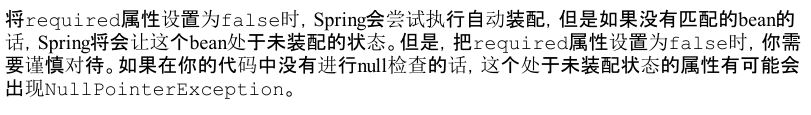 将required属性设置为false时，Spring会尝试执行自动装配，但是如果没有匹配的bean的
话，Spring将会让这个bean处于未装配的状态。但是，把required属性设置为false时，你需
要谨慎对待。如果在你的代码中没有进行null检查的话，这个处于未装配状态的属性有可能会
出现NullPointerException。